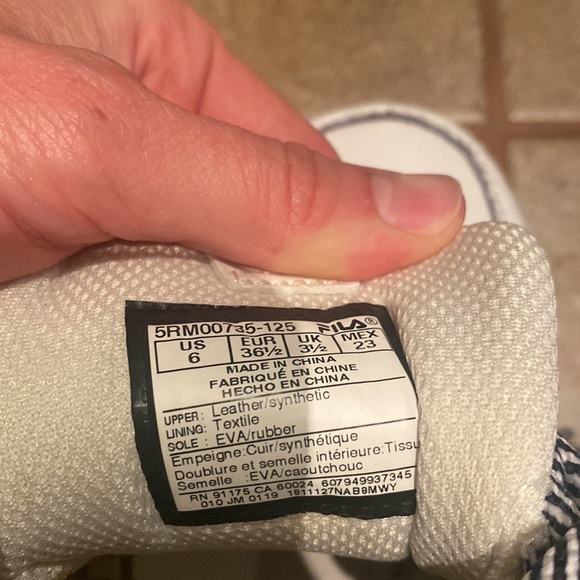 5RM00735-125 FILA®
US EUR UK MEX
6 36½ 3½ 23
MADE IN CHINA
FABRIQUÉ EN CHINE
HECHO EN CHINA
UPPER: Leather/synthetic
LINING: Textile
SOLE : EVA/rubber
Empeigne:Cuir/synthétique
Doublure et semelle intérieure:Tissu
Semelle :EVA/caoutchouc
RN 91175 CA 60024 607949937345
010 JM 0119 1811127NAB8MWY